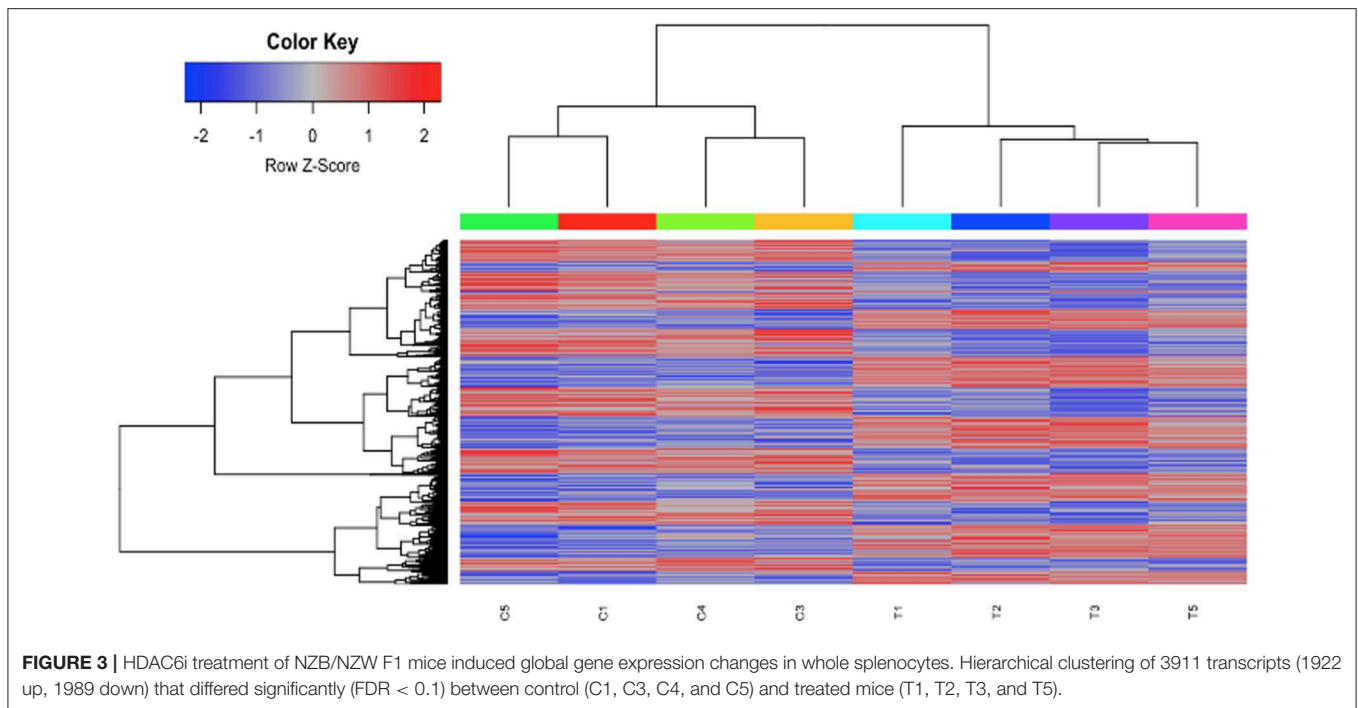 Color Key
-2 -1 0 1 2
Row Z-Score
C5 C1 C4 C3 T1 T2 T3 T5
FIGURE 3 | HDAC6i treatment of NZB/NZW F1 mice induced global gene expression changes in whole splenocytes. Hierarchical clustering of 3911 transcripts (1922
up, 1989 down) that differed significantly (FDR < 0.1) between control (C1, C3, C4, and C5) and treated mice (T1, T2, T3, and T5).